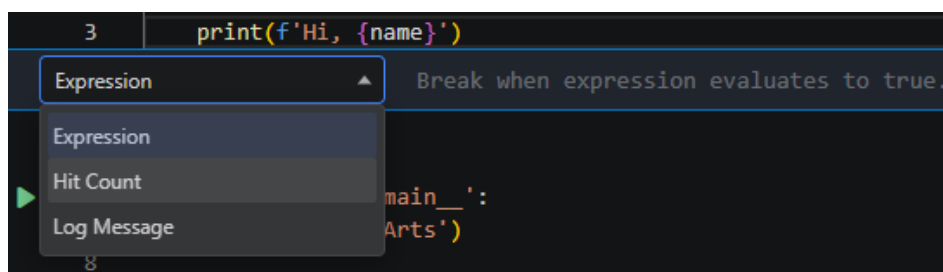 3 print(f'Hi, {name}')
Expression Break when expression evaluates to true.
Expression
Hit Count
main__':
Log Message
Arts')
8